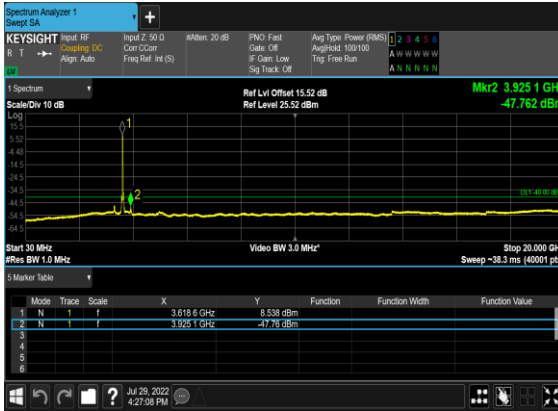 Spectrum Analyzer 1
Swept SA
+
KEYSIGHT
R T
Input: RF
Coupling: DC
Align: Auto
Input Z: 50 Ω
Corr CCorr
Freq Ref: Int (S)
#Atten: 20 dB
PNO: Fast
Gate: Off
IF Gain: Low
Sig Track: Off
Avg Type: Power (RMS)
Avg|Hold: 100/100
Trig: Free Run
1 2 3 4 5 6
A W W W W W
A N N N N N
1 Spectrum
Scale/Div 10 dB
Ref Lvl Offset 15.52 dB
Ref Level 25.52 dBm
Mkr2 3.925 1 GH
-47.762 dBr
Log
15.5
5.52
-4.48
-14.5
-24.5
-34.5
-44.5
-54.5
-64.5
1
2
DL1 -40.00 dB
Start 30 MHz
#Res BW 1.0 MHz
Video BW 3.0 MHz*
Stop 20.000 GH
Sweep ~38.3 ms (40001 pt
5 Marker Table
Mode Trace Scale X Y Function Function Width Function Value
1 N 1 f 3.618 6 GHz 8.538 dBm
2 N 1 f 3.925 1 GHz -47.76 dBm
3
4
5
6
?
Jul 29, 2022
4:27:08 PM